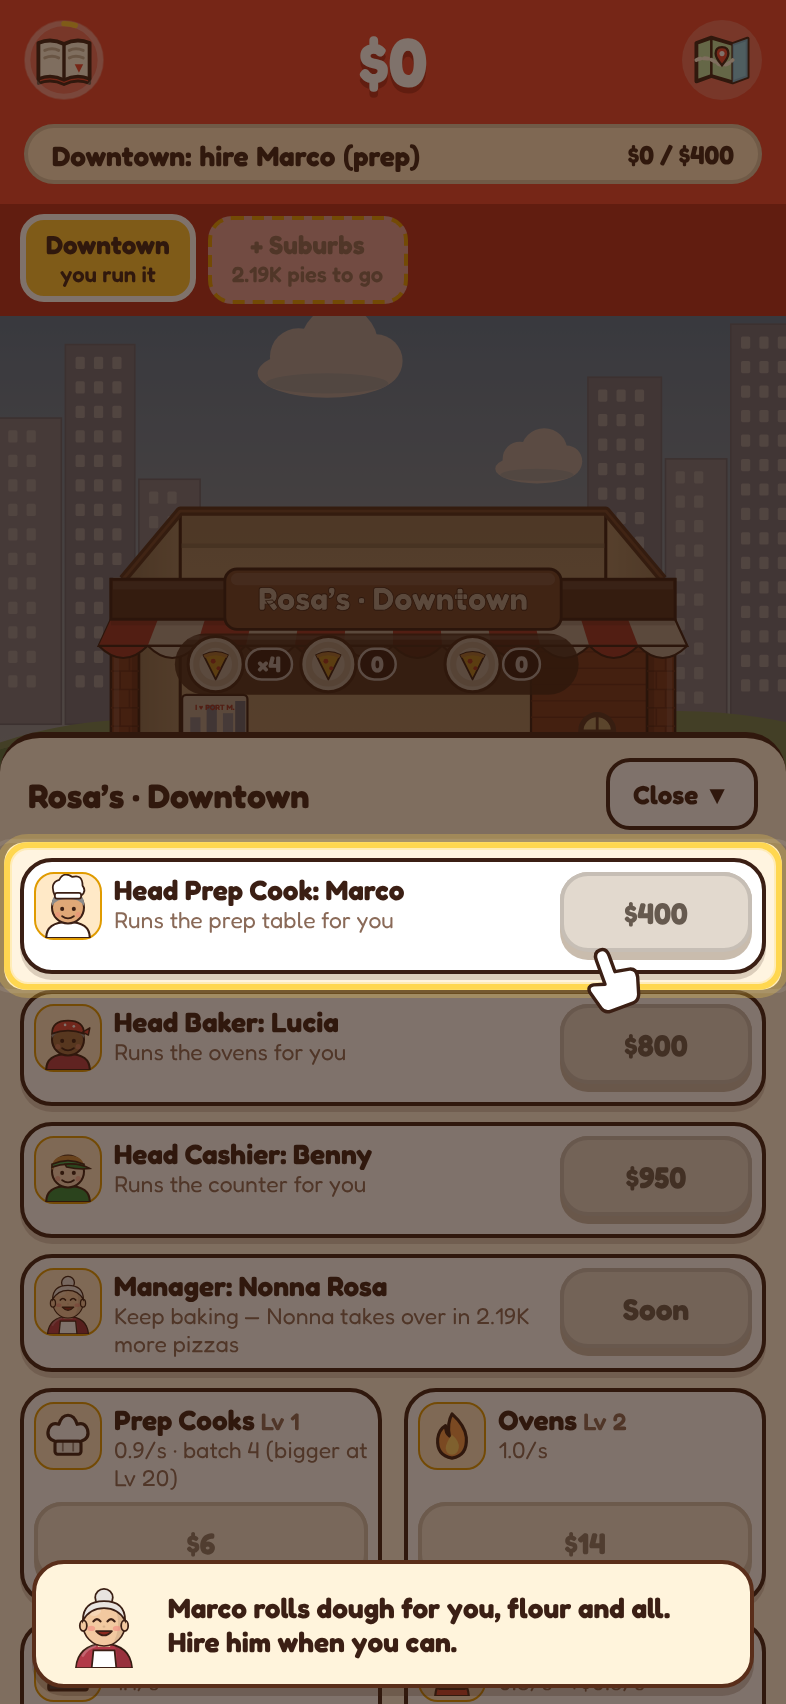 $0
Downtown: hire Marco (prep) $0 / $400
Downtown
you run it
+ Suburbs
2.19K pies to go
Rosa's · Downtown
x4 0 0
Rosa's · Downtown
Close ▼
Head Prep Cook: Marco
Runs the prep table for you
$400
Head Baker: Lucia
Runs the ovens for you
$800
Head Cashier: Benny
Runs the counter for you
$950
Manager: Nonna Rosa
Keep baking — Nonna takes over in 2.19K
more pizzas
Soon
Prep Cooks Lv 1
0.9/s · batch 4 (bigger at
Lv 20)
$6
Ovens Lv 2
1.0/s
$14
Marco rolls dough for you, flour and all.
Hire him when you can.